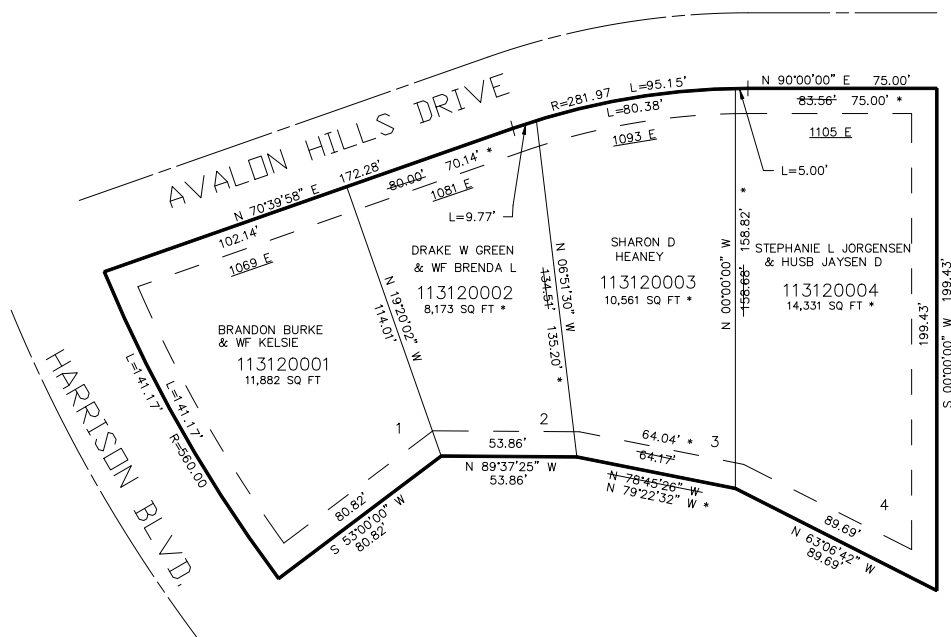 AVALON HILLS DRIVE
HARRISON BLVD.
N 90°00'00" E 75.00'
83.56' 75.00' *
1105 E
L=5.00'
R=281.97 L=95.15'
L=80.38'
1093 E
N 70°39'58" E 172.28'
80.00' 70.14' *
1081 E
L=9.77'
102.14'
1069 E
BRANDON BURKE
& WF KELSIE
113120001
11,882 SQ FT
DRAKE W GREEN
& WF BRENDA L
113120002
8,173 SQ FT *
SHARON D
HEANEY
113120003
10,561 SQ FT *
STEPHANIE L JORGENSEN
& HUSB JAYSEN D
113120004
14,331 SQ FT *
N 19°20'02" W
114.01'
N 06°51'30" W
134.51' 135.20' *
N 00°00'00" W
158.68' 158.82' *
199.43'
S 00°00'00" W 199.43'
L=141.17'
L=141.17'
R=560.00
1
2
3
4
80.82'
S 53°00'00" W
80.82'
53.86'
N 89°37'25" W
53.86'
64.04' *
64.17'
N 78°45'26" W
N 79°22'32" W *
89.69'
N 63°06'42" W
89.69'